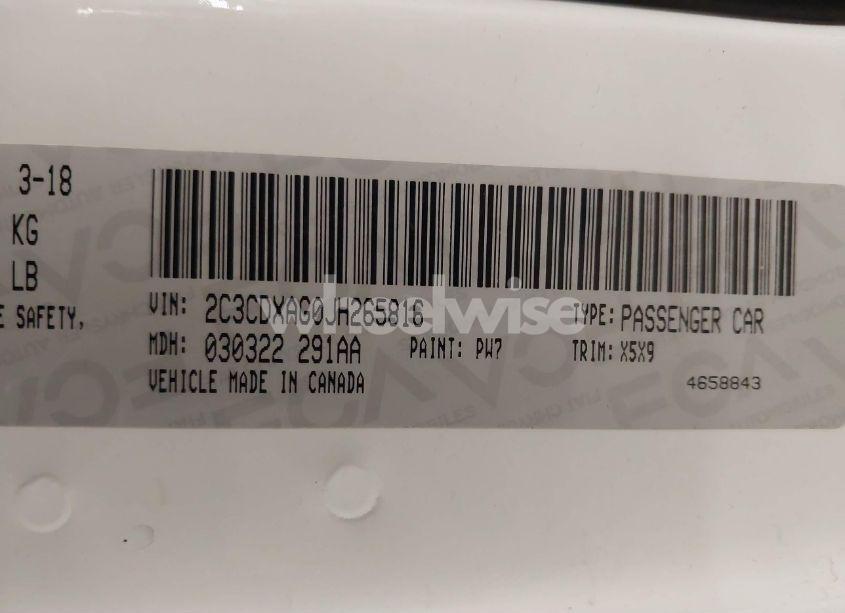 3-18
KG
LB
E SAFETY,
VIN: 2C3CDXAG0JH265816 TYPE: PASSENGER CAR
MDH: 030322 291AA PAINT: PW7 TRIM: X5X9
VEHICLE MADE IN CANADA 4658843
wheelwise